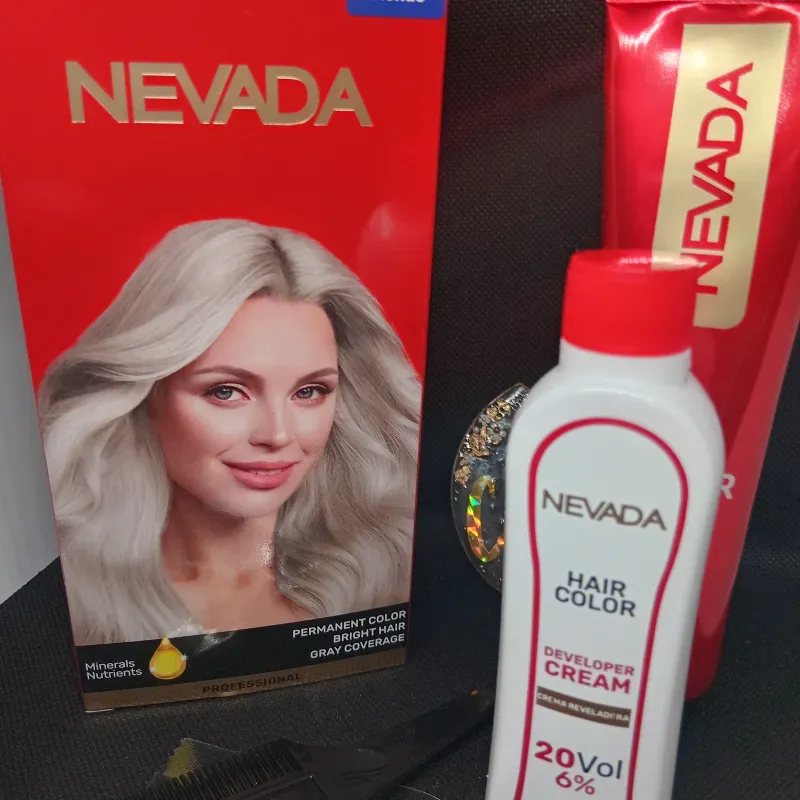 NEVADA
Minerals
Nutrients
PERMANENT COLOR
BRIGHT HAIR
GRAY COVERAGE
PROFESSIONAL
NEVADA
NEVADA
HAIR
COLOR
DEVELOPER
CREAM
CREMA REVELADORA
20Vol
6%